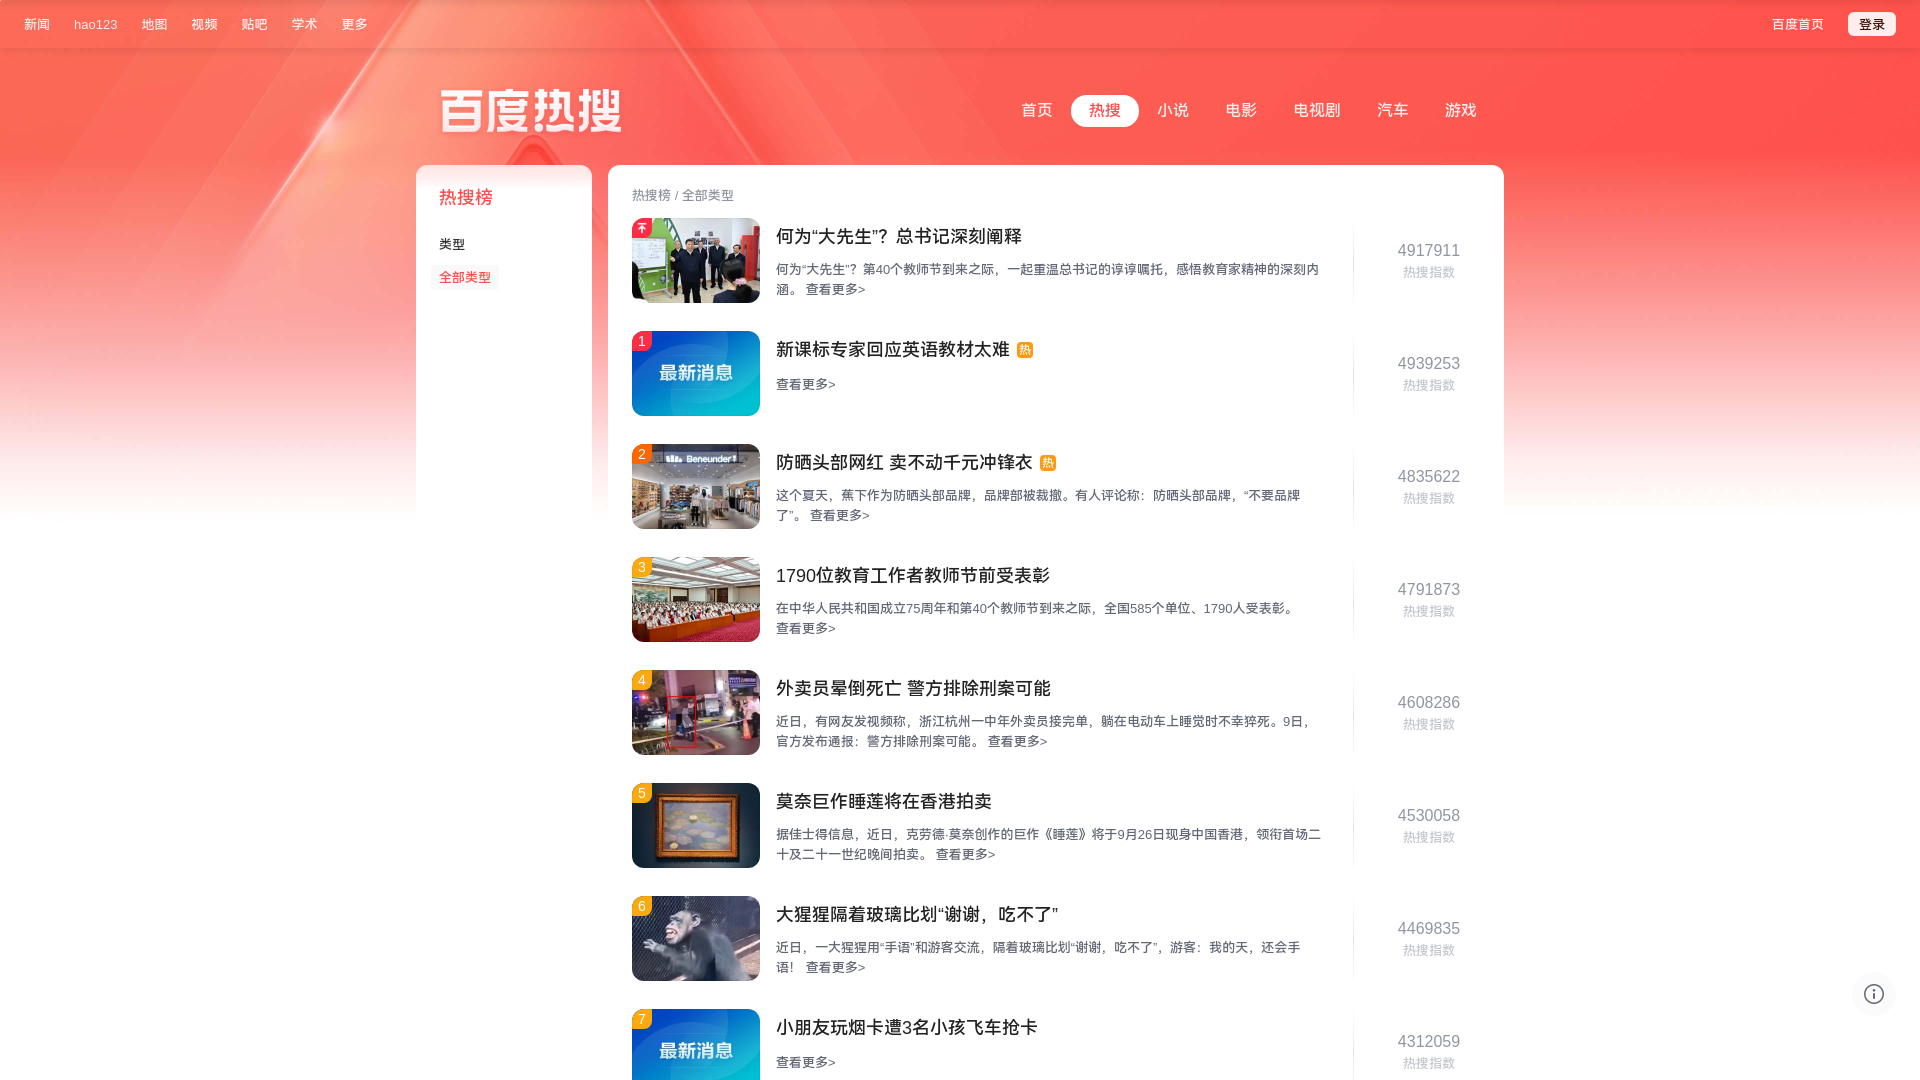 新闻 hao123 地图 视频 贴吧 学术 更多 百度首页 登录
百度热搜
首页 热搜 小说 电影 电视剧 汽车 游戏
热搜榜
类型
全部类型
热搜榜 / 全部类型
何为“大先生”？总书记深刻阐释
何为“大先生”？第40个教师节到来之际，一起重温总书记的谆谆嘱托，感悟教育家精神的深刻内
涵。 查看更多>
4917911
热搜指数
1
最新消息
新课标专家回应英语教材太难 热
查看更多>
4939253
热搜指数
2
Beneunder
防晒头部网红 卖不动千元冲锋衣 热
这个夏天，蕉下作为防晒头部品牌，品牌部被裁撤。有人评论称：防晒头部品牌，“不要品牌
了”。 查看更多>
4835622
热搜指数
3
1790位教育工作者教师节前受表彰
在中华人民共和国成立75周年和第40个教师节到来之际，全国585个单位、1790人受表彰。
查看更多>
4791873
热搜指数
4
外卖员晕倒死亡 警方排除刑案可能
近日，有网友发视频称，浙江杭州一中年外卖员接完单，躺在电动车上睡觉时不幸猝死。9日，
官方发布通报：警方排除刑案可能。 查看更多>
4608286
热搜指数
5
莫奈巨作睡莲将在香港拍卖
据佳士得信息，近日，克劳德·莫奈创作的巨作《睡莲》将于9月26日现身中国香港，领衔首场二
十及二十一世纪晚间拍卖。 查看更多>
4530058
热搜指数
6
大猩猩隔着玻璃比划“谢谢，吃不了”
近日，一大猩猩用“手语”和游客交流，隔着玻璃比划“谢谢，吃不了”，游客：我的天，还会手
语！ 查看更多>
4469835
热搜指数
7
最新消息
小朋友玩烟卡遭3名小孩飞车抢卡
查看更多>
4312059
热搜指数